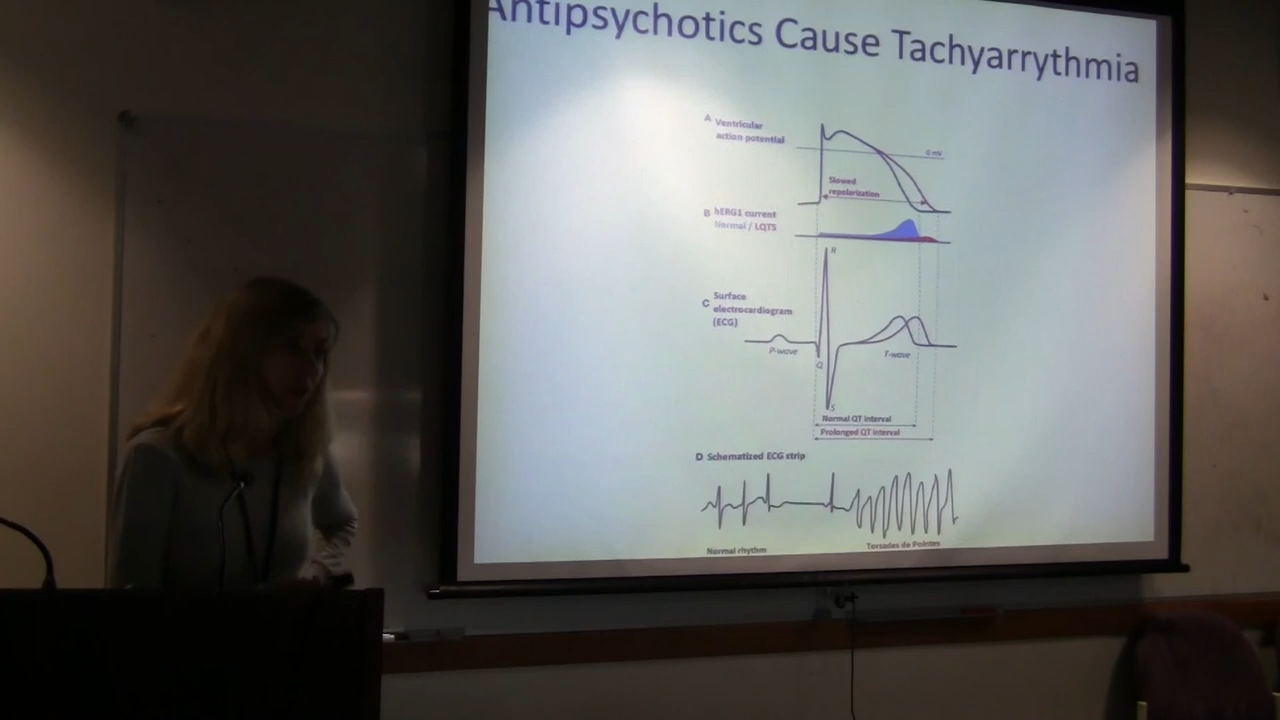 Antipsychotics Cause Tachyarrythmia
A Ventricular
action potential
0 mV
Slowed
repolarization
B hERG1 current
Normal / LQTS
R
C Surface
electrocardiogram
(ECG)
P-wave
Q
T-wave
S
Normal QT interval
Prolonged QT interval
D Schematized ECG strip
Normal rhythm
Torsades de Pointes